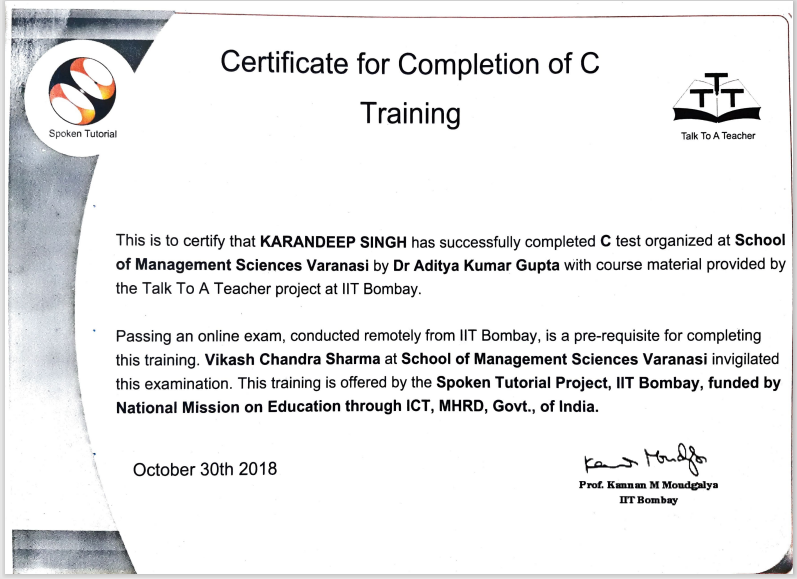 Certificate for Completion of C
Training
Spoken Tutorial
TTT
Talk To A Teacher
This is to certify that KARANDEEP SINGH has successfully completed C test organized at School
of Management Sciences Varanasi by Dr Aditya Kumar Gupta with course material provided by
the Talk To A Teacher project at IIT Bombay.
Passing an online exam, conducted remotely from IIT Bombay, is a pre-requisite for completing
this training. Vikash Chandra Sharma at School of Management Sciences Varanasi invigilated
this examination. This training is offered by the Spoken Tutorial Project, IIT Bombay, funded by
National Mission on Education through ICT, MHRD, Govt., of India.
October 30th 2018
Kannan Moudgalya
Prof. Kannan M Moudgalya
IIT Bombay